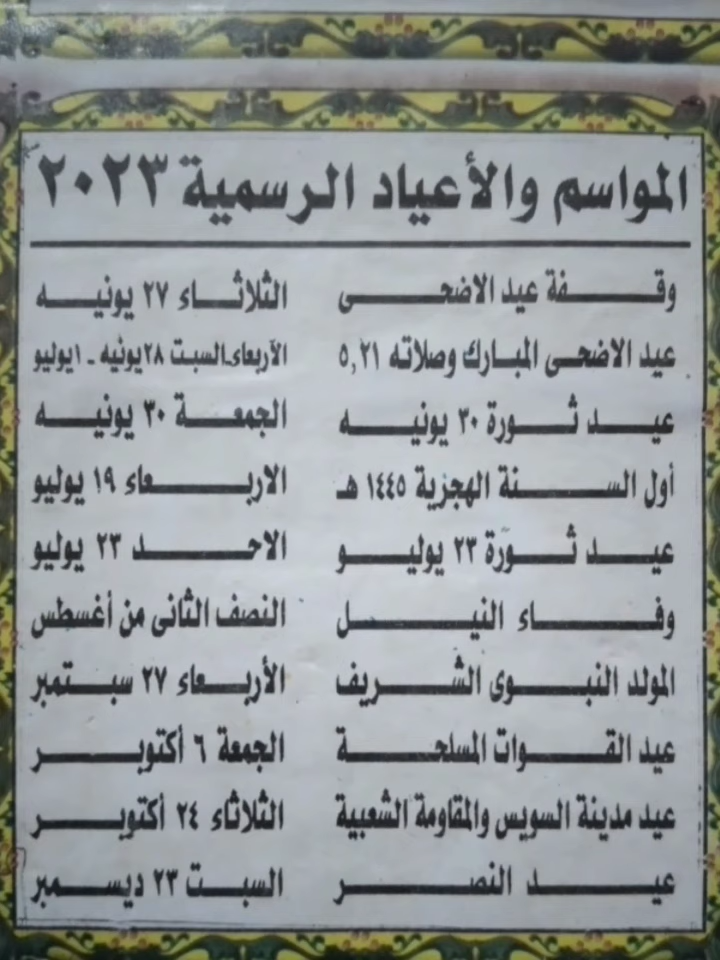 المواسم والأعياد الرسمية ٢٠٢٣
وقفة عيد الاضحى الثلاثاء ٢٧ يونيه
عيد الاضحى المبارك وصلاته ٥,٢١ الأربعاء-السبت ٢٨يونيه - ١يوليو
عيد ثورة ٣٠ يونيه الجمعة ٣٠ يونيه
أول السنة الهجرية ١٤٤٥ هـ الاربعاء ١٩ يوليو
عيد ثورة ٢٣ يوليو الاحد ٢٣ يوليو
وفاء النيل النصف الثانى من أغسطس
المولد النبوى الشريف الأربعاء ٢٧ سبتمبر
عيد القوات المسلحة الجمعة ٦ أكتوبر
عيد مدينة السويس والمقاومة الشعبية الثلاثاء ٢٤ أكتوبر
عيد النصر السبت ٢٣ ديسمبر